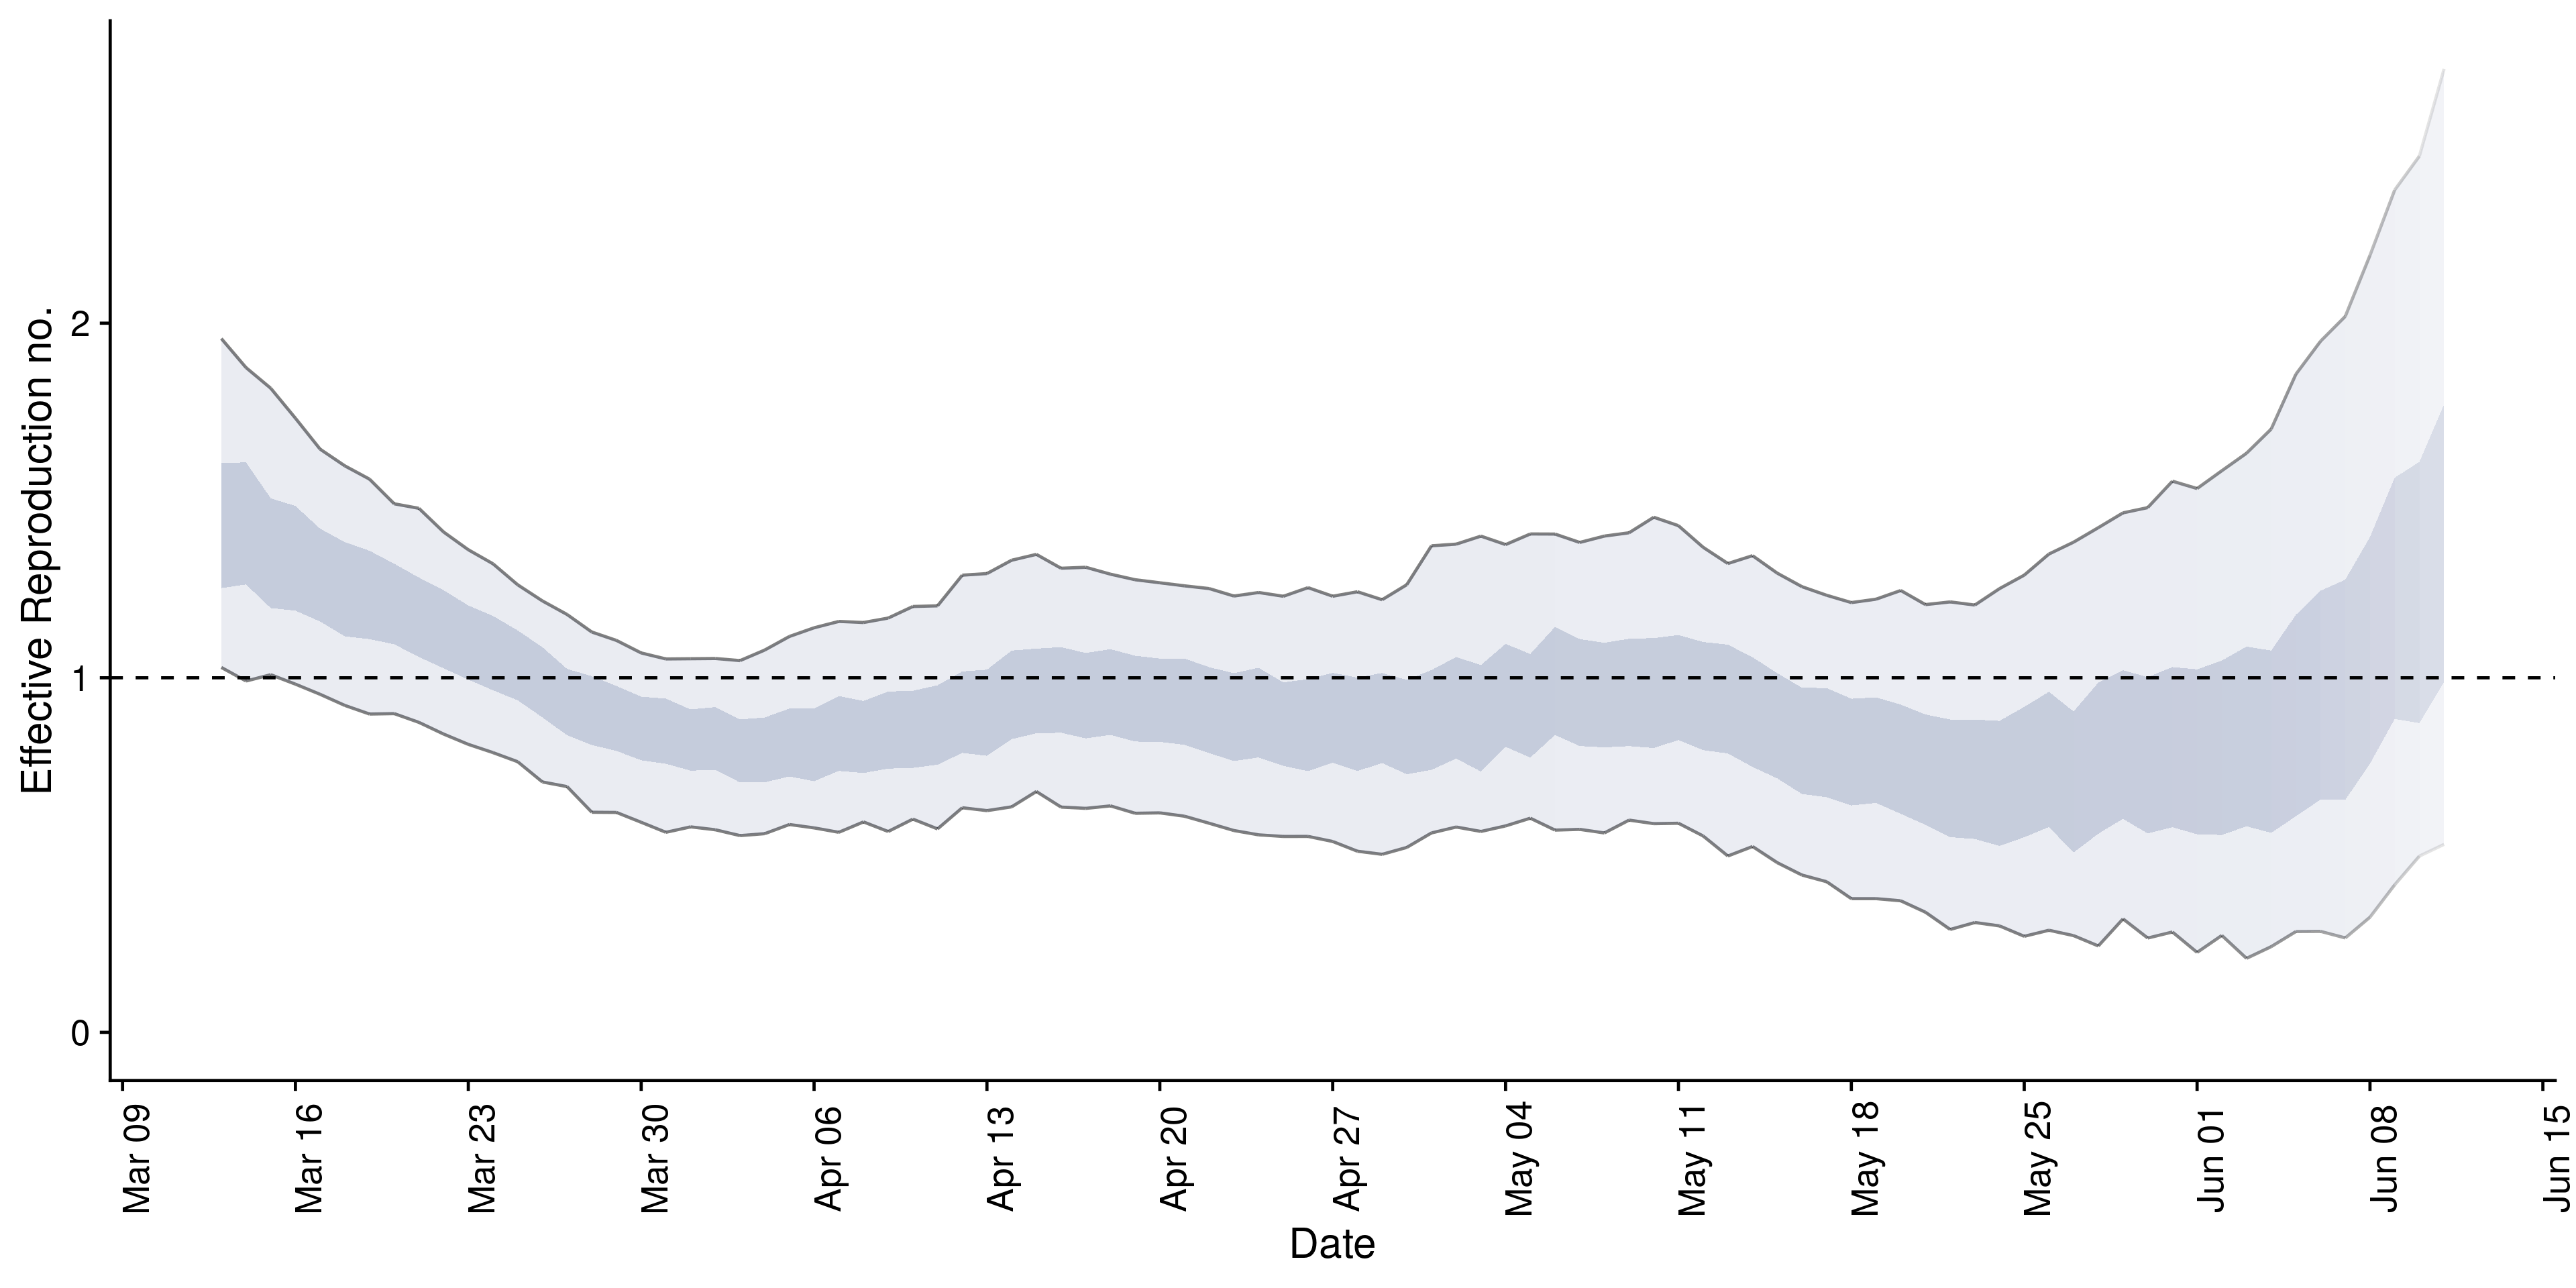 Effective Reproduction no.
2
1
0
Mar 09
Mar 16
Mar 23
Mar 30
Apr 06
Apr 13
Apr 20
Apr 27
May 04
May 11
May 18
May 25
Jun 01
Jun 08
Jun 15
Date